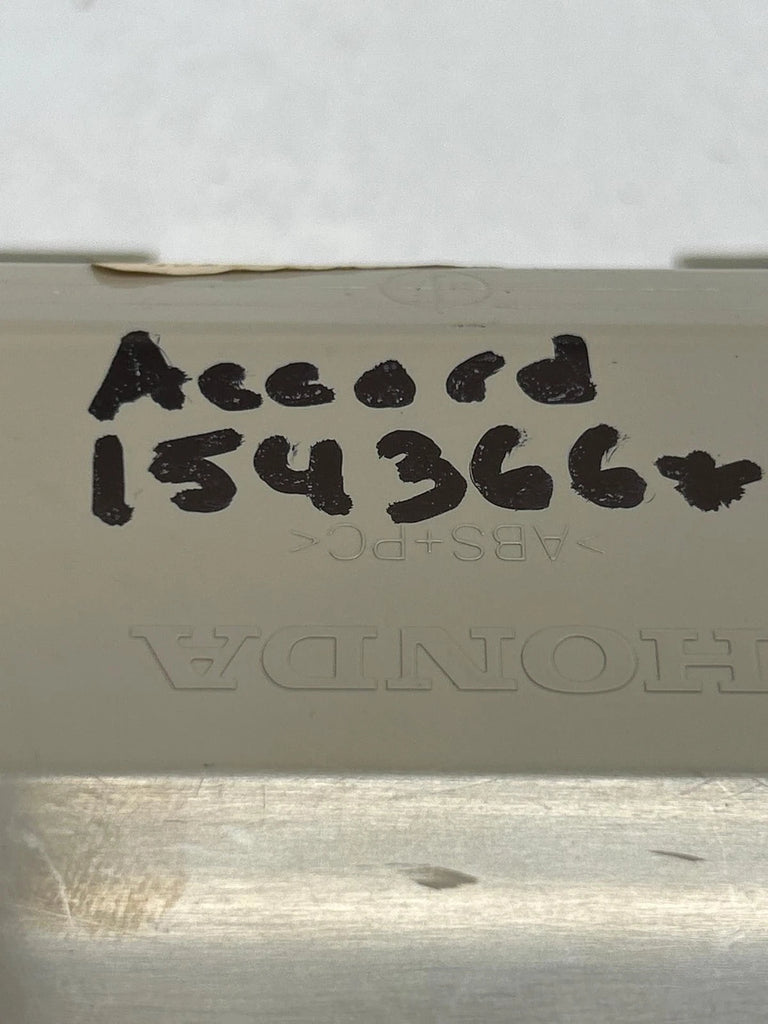 Accord
154366*
>ABS+PC<
HONDA